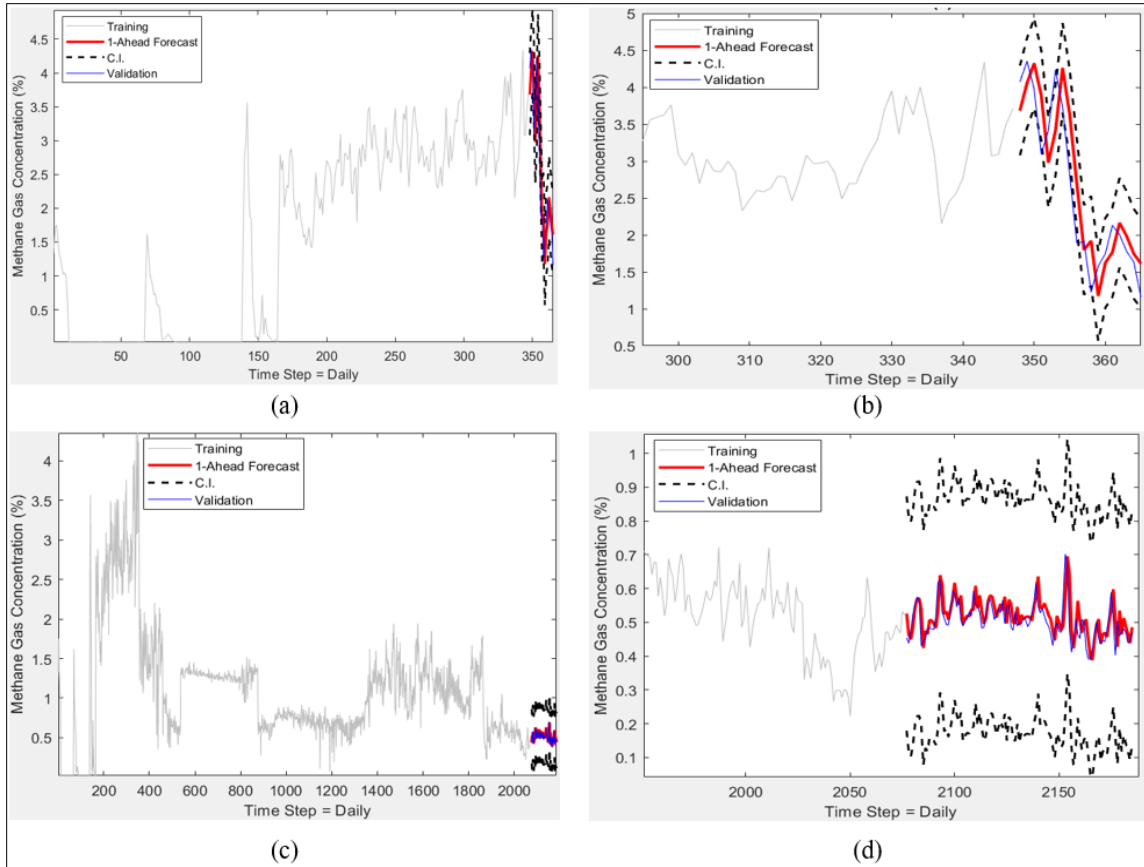 Training
1-Ahead Forecast
C.I.
Validation
4.5
4
3.5
3
2.5
2
1.5
1
0.5
Methane Gas Concentration (%)
50 100 150 200 250 300 350
Time Step = Daily
(a)
Training
1-Ahead Forecast
C.I.
Validation
5
4.5
4
3.5
3
2.5
2
1.5
1
0.5
Methane Gas Concentration (%)
300 310 320 330 340 350 360
Time Step = Daily
(b)
Training
1-Ahead Forecast
C.I.
Validation
4
3.5
3
2.5
2
1.5
1
0.5
Methane Gas Concentration (%)
200 400 600 800 1000 1200 1400 1600 1800 2000
Time Step = Daily
(c)
Training
1-Ahead Forecast
C.I.
Validation
1
0.9
0.8
0.7
0.6
0.5
0.4
0.3
0.2
0.1
Methane Gas Concentration (%)
2000 2050 2100 2150
Time Step = Daily
(d)